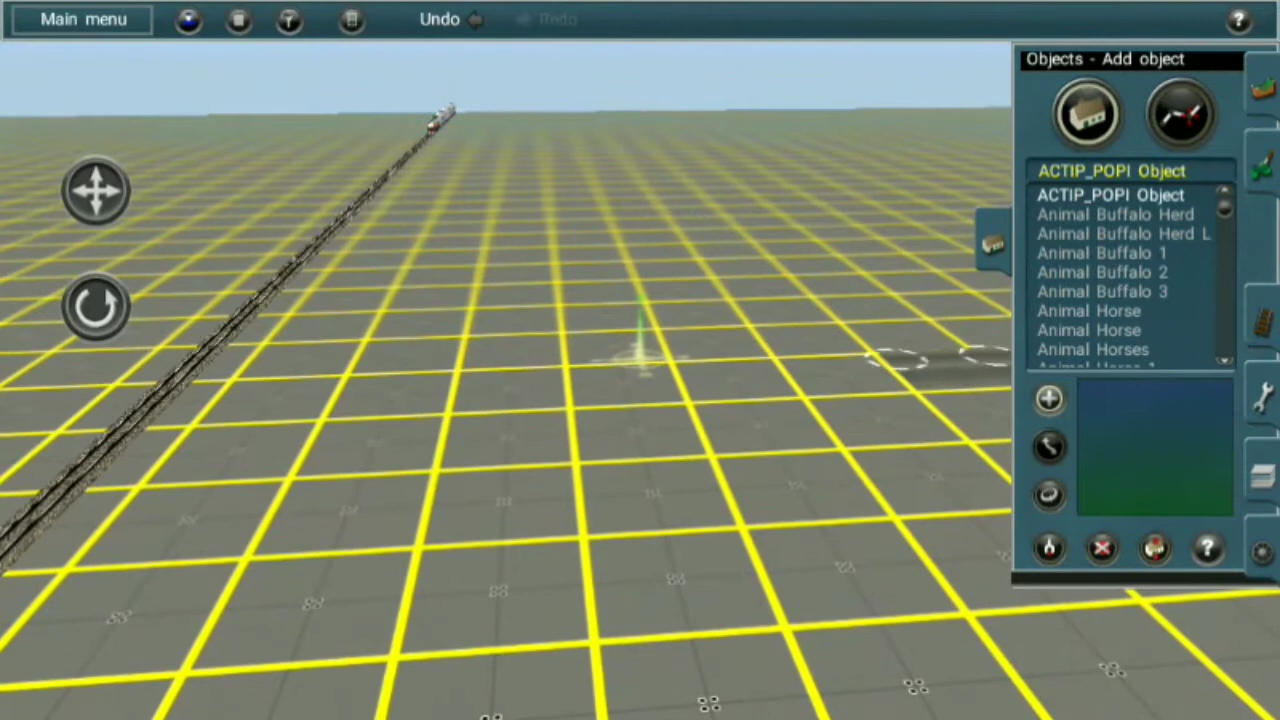 Main menu
Undo
Redo
Objects - Add object
ACTIP_POPI Object
ACTIP_POPI Object
Animal Buffalo Herd
Animal Buffalo Herd L
Animal Buffalo 1
Animal Buffalo 2
Animal Buffalo 3
Animal Horse
Animal Horse
Animal Horses